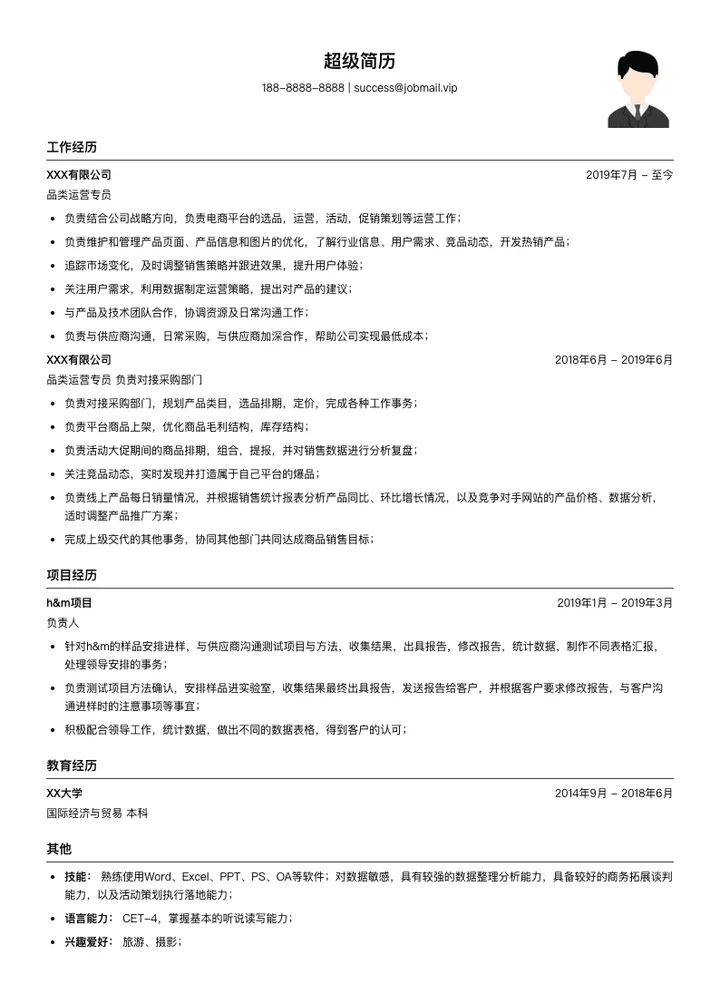 超级简历
188-8888-8888 | success@jobmail.vip
工作经历
XXX有限公司 2019年7月 – 至今
品类运营专员
• 负责结合公司战略方向，负责电商平台的选品，运营，活动，促销策划等运营工作；
• 负责维护和管理产品页面、产品信息和图片的优化，了解行业信息、用户需求、竞品动态，开发热销产品；
• 追踪市场变化，及时调整销售策略并跟进效果，提升用户体验；
• 关注用户需求，利用数据制定运营策略，提出对产品的建议；
• 与产品及技术团队合作，协调资源及日常沟通工作；
• 负责与供应商沟通，日常采购，与供应商加深合作，帮助公司实现最低成本；
XXX有限公司 2018年6月 – 2019年6月
品类运营专员 负责对接采购部门
• 负责对接采购部门，规划产品类目，选品排期，定价，完成各种工作事务；
• 负责平台商品上架，优化商品毛利结构，库存结构；
• 负责活动大促期间的商品排期，组合，提报，并对销售数据进行分析复盘；
• 关注竞品动态，实时发现并打造属于自己平台的爆品；
• 负责线上产品每日销量情况，并根据销售统计报表分析产品同比、环比增长情况，以及竞争对手网站的产品价格、数据分析，
适时调整产品推广方案；
• 完成上级交代的其他事务，协同其他部门共同达成商品销售目标；
项目经历
h&m项目 2019年1月 – 2019年3月
负责人
• 针对h&m的样品安排进样，与供应商沟通测试项目与方法，收集结果，出具报告，修改报告，统计数据，制作不同表格汇报，
处理领导安排的事务；
• 负责测试项目方法确认，安排样品进实验室，收集结果最终出具报告，发送报告给客户，并根据客户要求修改报告，与客户沟
通进样时的注意事项等事宜；
• 积极配合领导工作，统计数据，做出不同的数据表格，得到客户的认可；
教育经历
XX大学 2014年9月 – 2018年6月
国际经济与贸易 本科
其他
• 技能： 熟练使用Word、Excel、PPT、PS、OA等软件；对数据敏感，具有较强的数据整理分析能力，具备较好的商务拓展谈判
能力，以及活动策划执行落地能力；
• 语言能力： CET-4，掌握基本的听说读写能力；
• 兴趣爱好： 旅游、摄影；